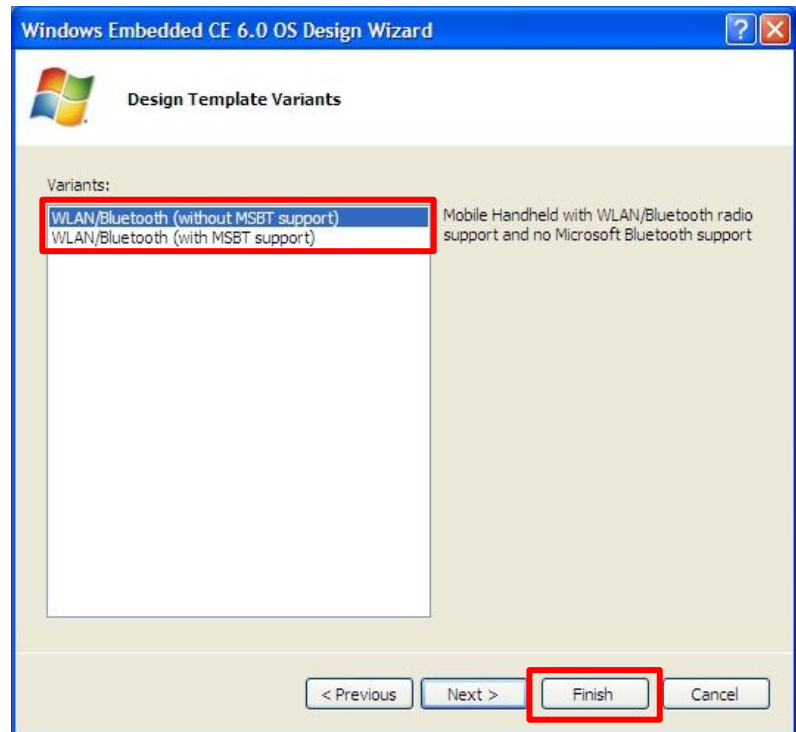 Windows Embedded CE 6.0 OS Design Wizard
Design Template Variants
Variants:
WLAN/Bluetooth (without MSBT support)
WLAN/Bluetooth (with MSBT support)
Mobile Handheld with WLAN/Bluetooth radio
support and no Microsoft Bluetooth support
< Previous Next > Finish Cancel